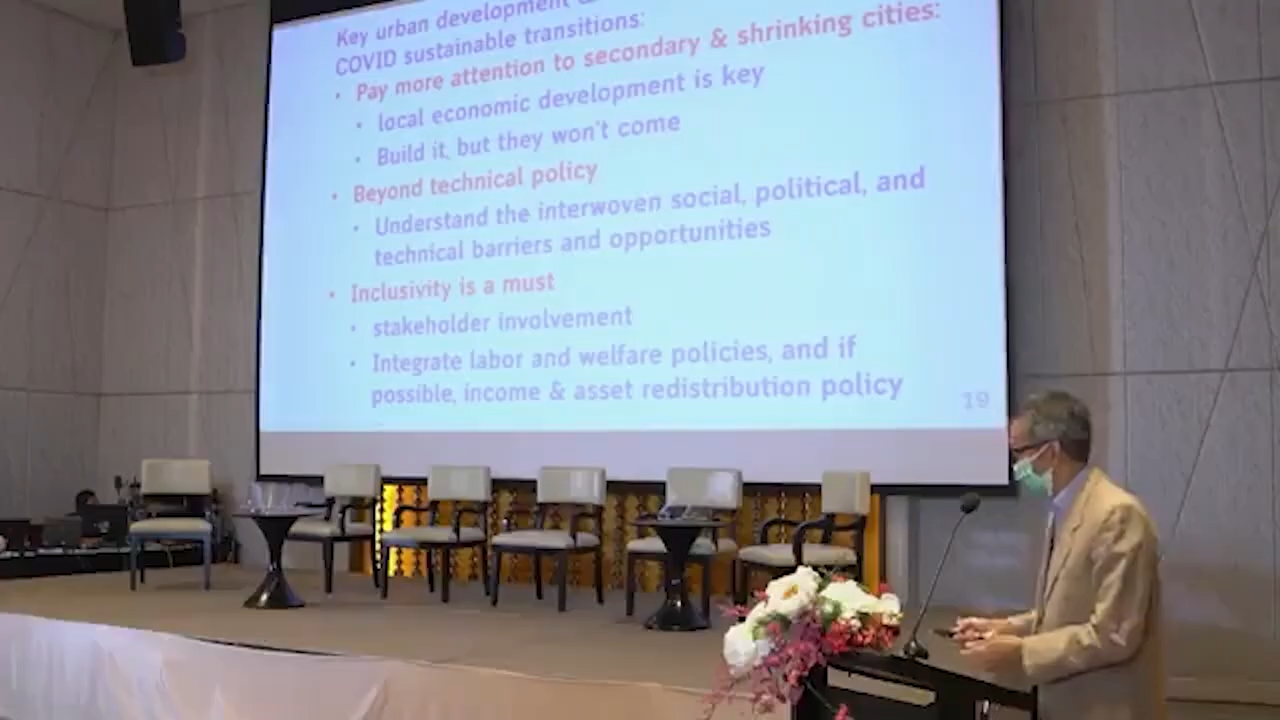 Key urban development
COVID sustainable transitions:
• Pay more attention to secondary & shrinking cities:
• local economic development is key
• Build it, but they won't come
• Beyond technical policy
• Understand the interwoven social, political, and
technical barriers and opportunities
• Inclusivity is a must
• stakeholder involvement
• Integrate labor and welfare policies, and if
possible, income & asset redistribution policy
19